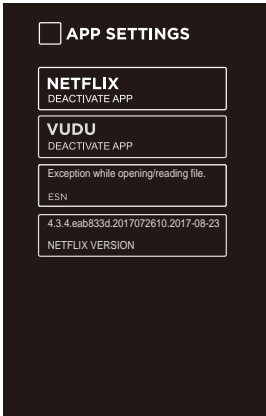 APP SETTINGS
NETFLIX
DEACTIVATE APP
VUDU
DEACTIVATE APP
Exception while opening/reading file.
ESN
4.3.4.eab833d.2017072610.2017-08-23
NETFLIX VERSION